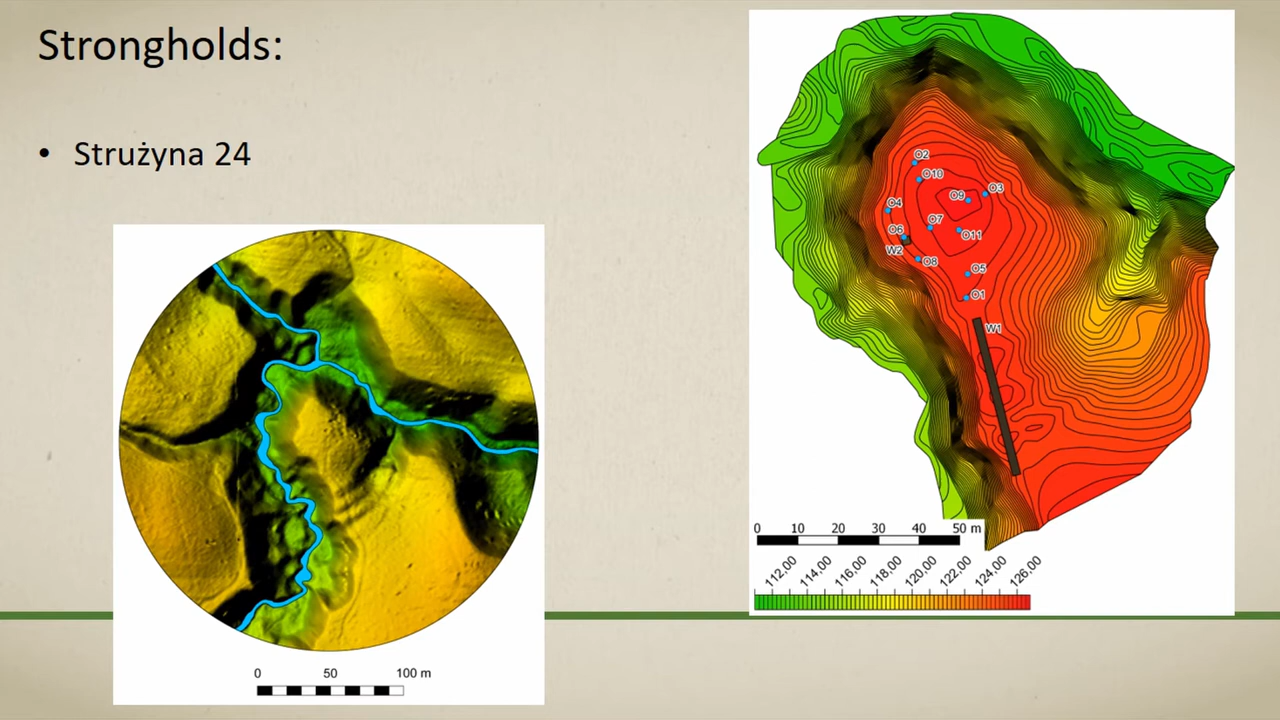 Strongholds:
• Strużyna 24
0 50 100 m
O2
O10
O3
O9
O4
O7
O6
O11
W2
O8
O5
O1
W1
0 10 20 30 40 50 m
112,00 114,00 116,00 118,00 120,00 122,00 124,00 126,00